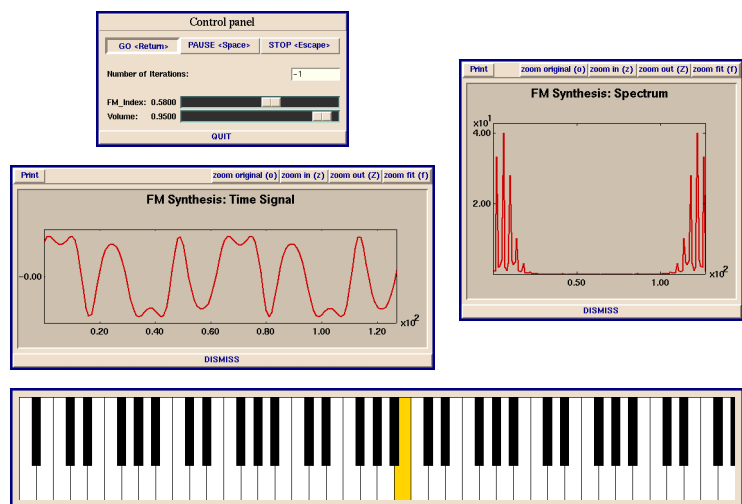 Control panel
GO <Return> PAUSE <Space> STOP <Escape>
Number of Iterations: -1
FM_Index: 0.5800
Volume: 0.9500
QUIT
Print zoom original (o) zoom in (z) zoom out (Z) zoom fit (f)
FM Synthesis: Spectrum
x10^1
4.00
2.00
0.50 1.00 x10^2
DISMISS
Print zoom original (o) zoom in (z) zoom out (Z) zoom fit (f)
FM Synthesis: Time Signal
-0.00
0.20 0.40 0.60 0.80 1.00 1.20 x10^2
DISMISS